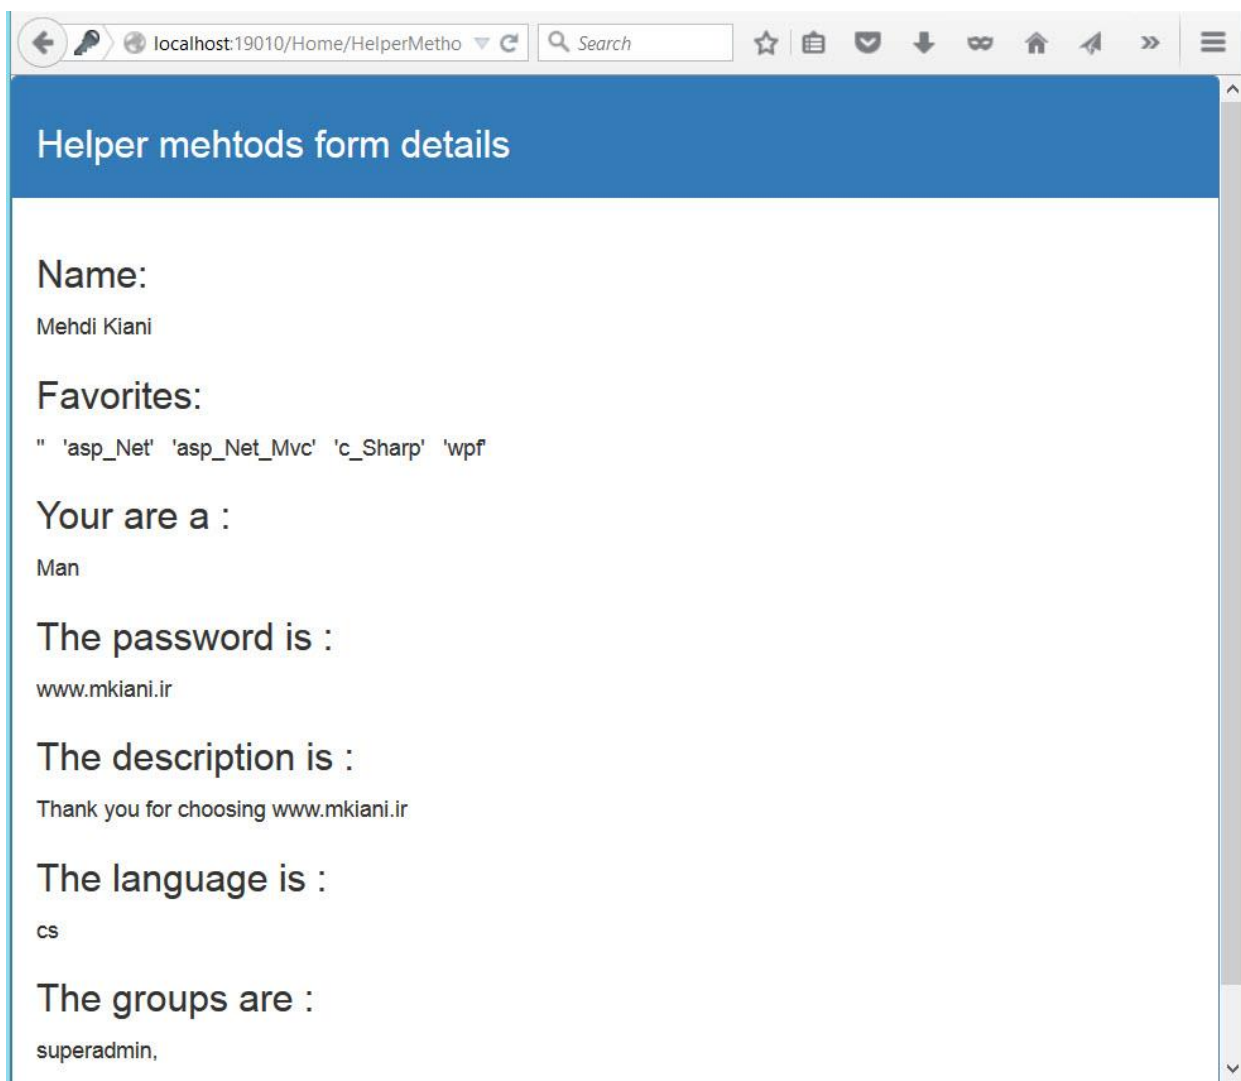 localhost:19010/Home/HelperMetho
Search
Helper mehtods form details
Name:
Mehdi Kiani
Favorites:
'' 'asp_Net' 'asp_Net_Mvc' 'c_Sharp' 'wpf'
Your are a :
Man
The password is :
www.mkiani.ir
The description is :
Thank you for choosing www.mkiani.ir
The language is :
cs
The groups are :
superadmin,